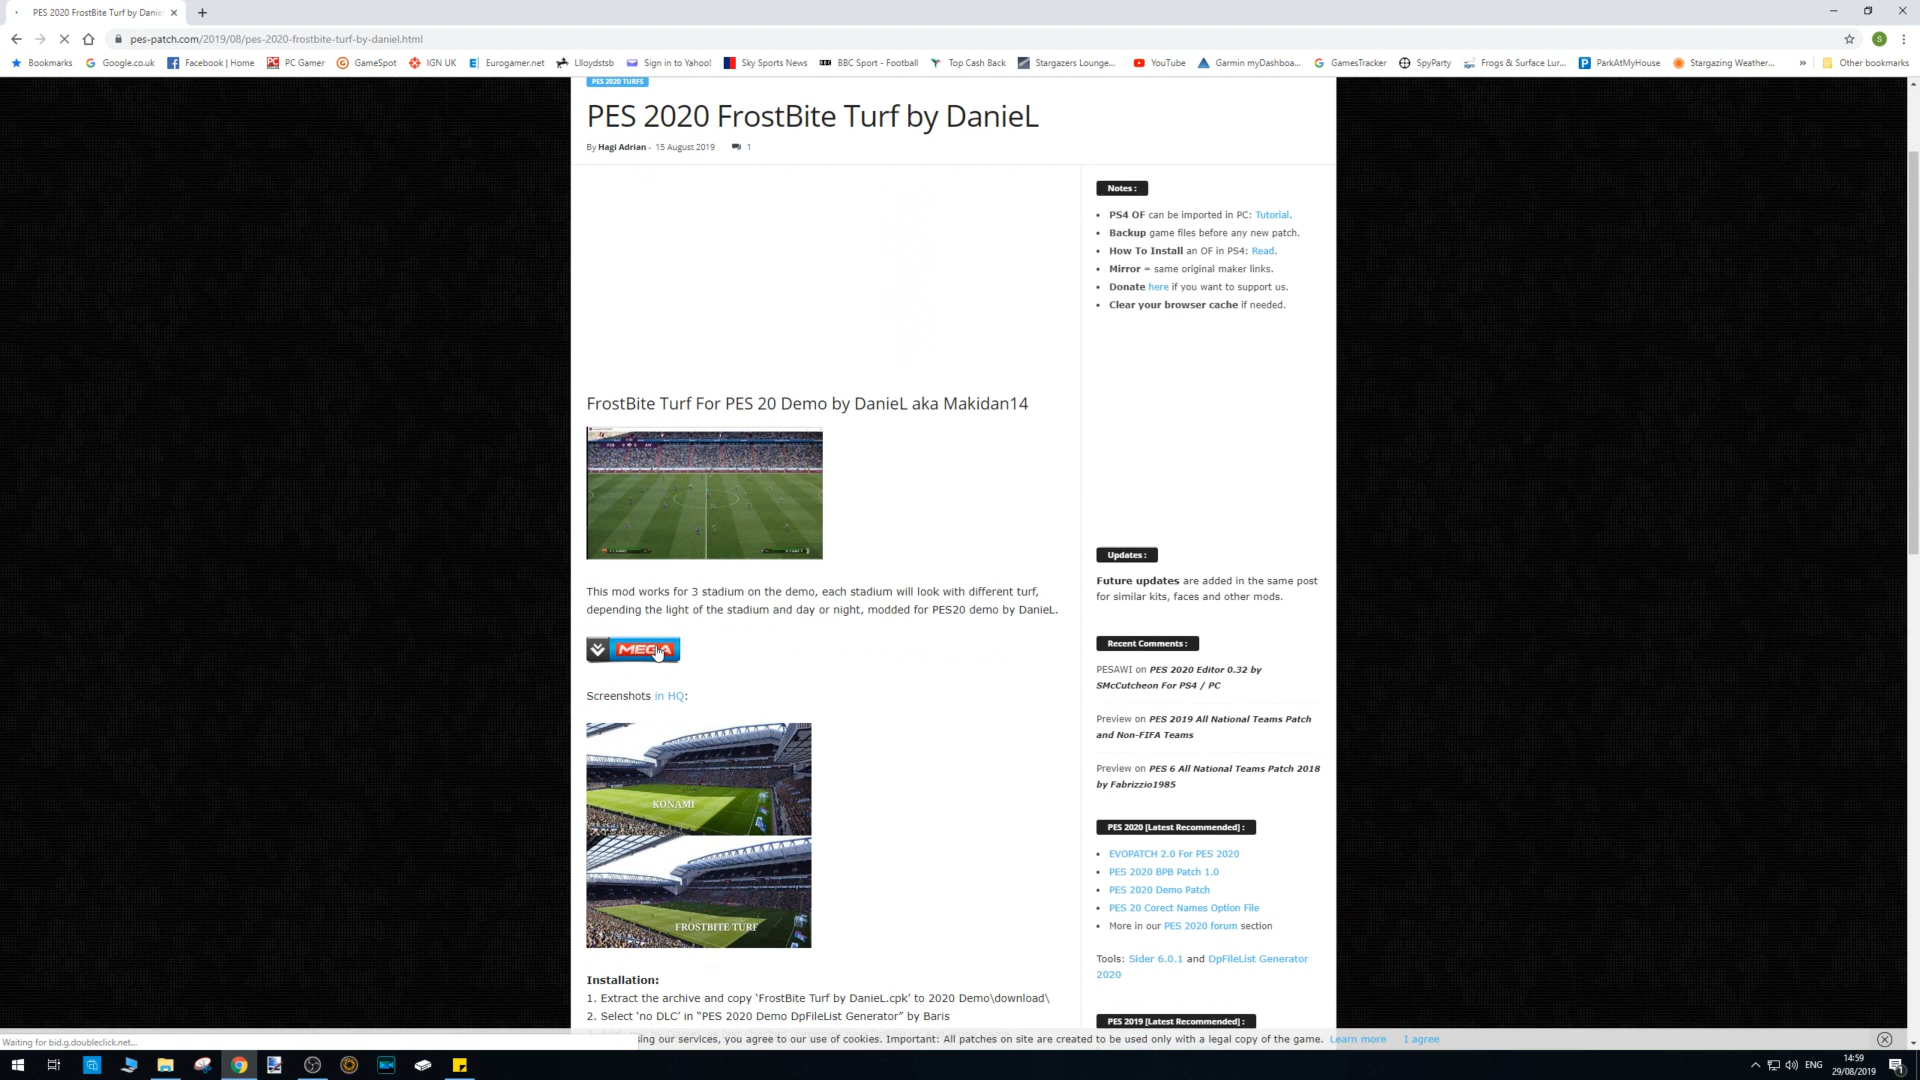 PES 2020 FrostBite Turf by Danie
pes-patch.com/2019/08/pes-2020-frostbite-turf-by-daniel.html
S
Bookmarks
Google.co.uk
Facebook | Home
PC Gamer
GameSpot
IGN UK
Eurogamer.net
Lloydstsb
Sign in to Yahoo!
Sky Sports News
BBC Sport - Football
Top Cash Back
Stargazers Lounge...
YouTube
Garmin myDashboa...
GamesTracker
SpyParty
Frogs & Surface Lur...
ParkAtMyHouse
Stargazing Weather...
»
Other bookmarks
PES 2020 TURFS
PES 2020 FrostBite Turf by DanieL
By Hagi Adrian - 15 August 2019 1
FrostBite Turf For PES 20 Demo by DanieL aka Makidan14
This mod works for 3 stadium on the demo, each stadium will look with different turf,
depending the light of the stadium and day or night, modded for PES20 demo by DanieL.
MEGA
Screenshots in HQ:
KONAMI
FROSTBITE TURF
Installation:
1. Extract the archive and copy ‘FrostBite Turf by DanieL.cpk’ to 2020 Demo\download\
2. Select ‘no DLC’ in “PES 2020 Demo DpFileList Generator” by Baris
Notes :
• PS4 OF can be imported in PC: Tutorial.
• Backup game files before any new patch.
• How To Install an OF in PS4: Read.
• Mirror = same original maker links.
• Donate here if you want to support us.
• Clear your browser cache if needed.
Updates :
Future updates are added in the same post
for similar kits, faces and other mods.
Recent Comments :
PESAWI on PES 2020 Editor 0.32 by
SMcCutcheon For PS4 / PC
Preview on PES 2019 All National Teams Patch
and Non-FIFA Teams
Preview on PES 6 All National Teams Patch 2018
by Fabrizzio1985
PES 2020 [Latest Recommended] :
• EVOPATCH 2.0 For PES 2020
• PES 2020 BPB Patch 1.0
• PES 2020 Demo Patch
• PES 20 Corect Names Option File
• More in our PES 2020 forum section
Tools: Sider 6.0.1 and DpFileList Generator
2020
PES 2019 [Latest Recommended] :
Waiting for bid.g.doubleclick.net...
sing our services, you agree to our use of cookies. Important: All patches on site are created to be used only with a legal copy of the game. Learn more I agree
ENG
14:59
29/08/2019